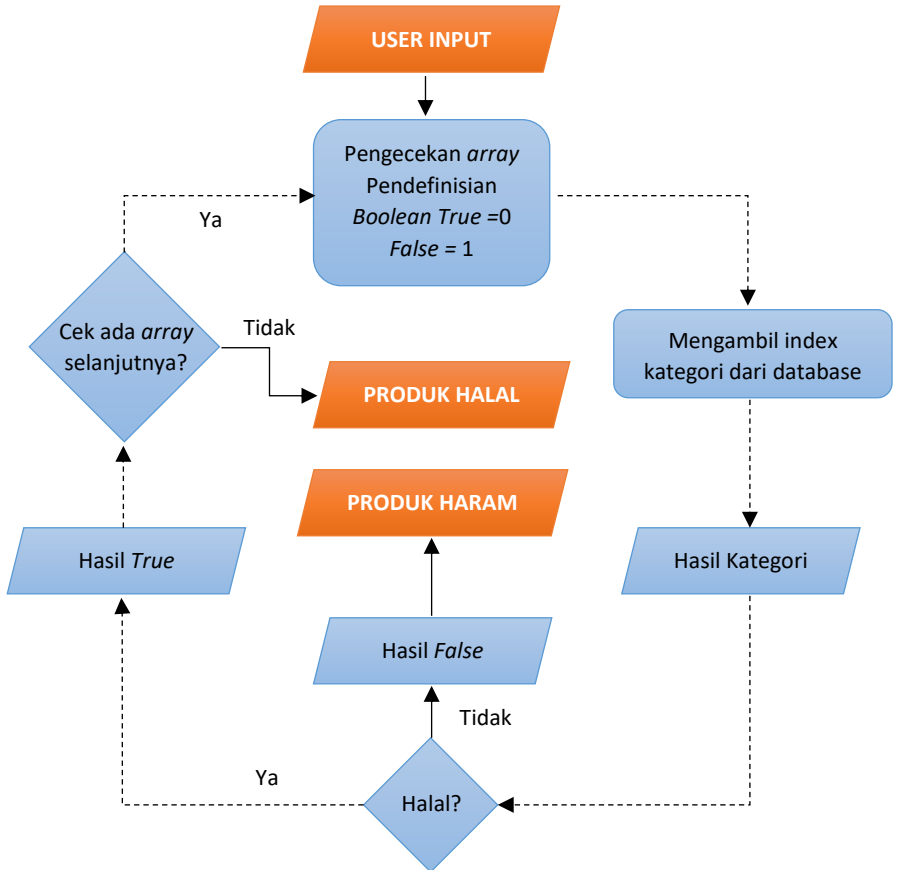 USER INPUT
Pengecekan array
Pendefinisian
Boolean True =0
False = 1
Ya
Cek ada array
selanjutnya?
Tidak
Mengambil index
kategori dari database
PRODUK HALAL
PRODUK HARAM
Hasil True
Hasil Kategori
Hasil False
Tidak
Ya
Halal?